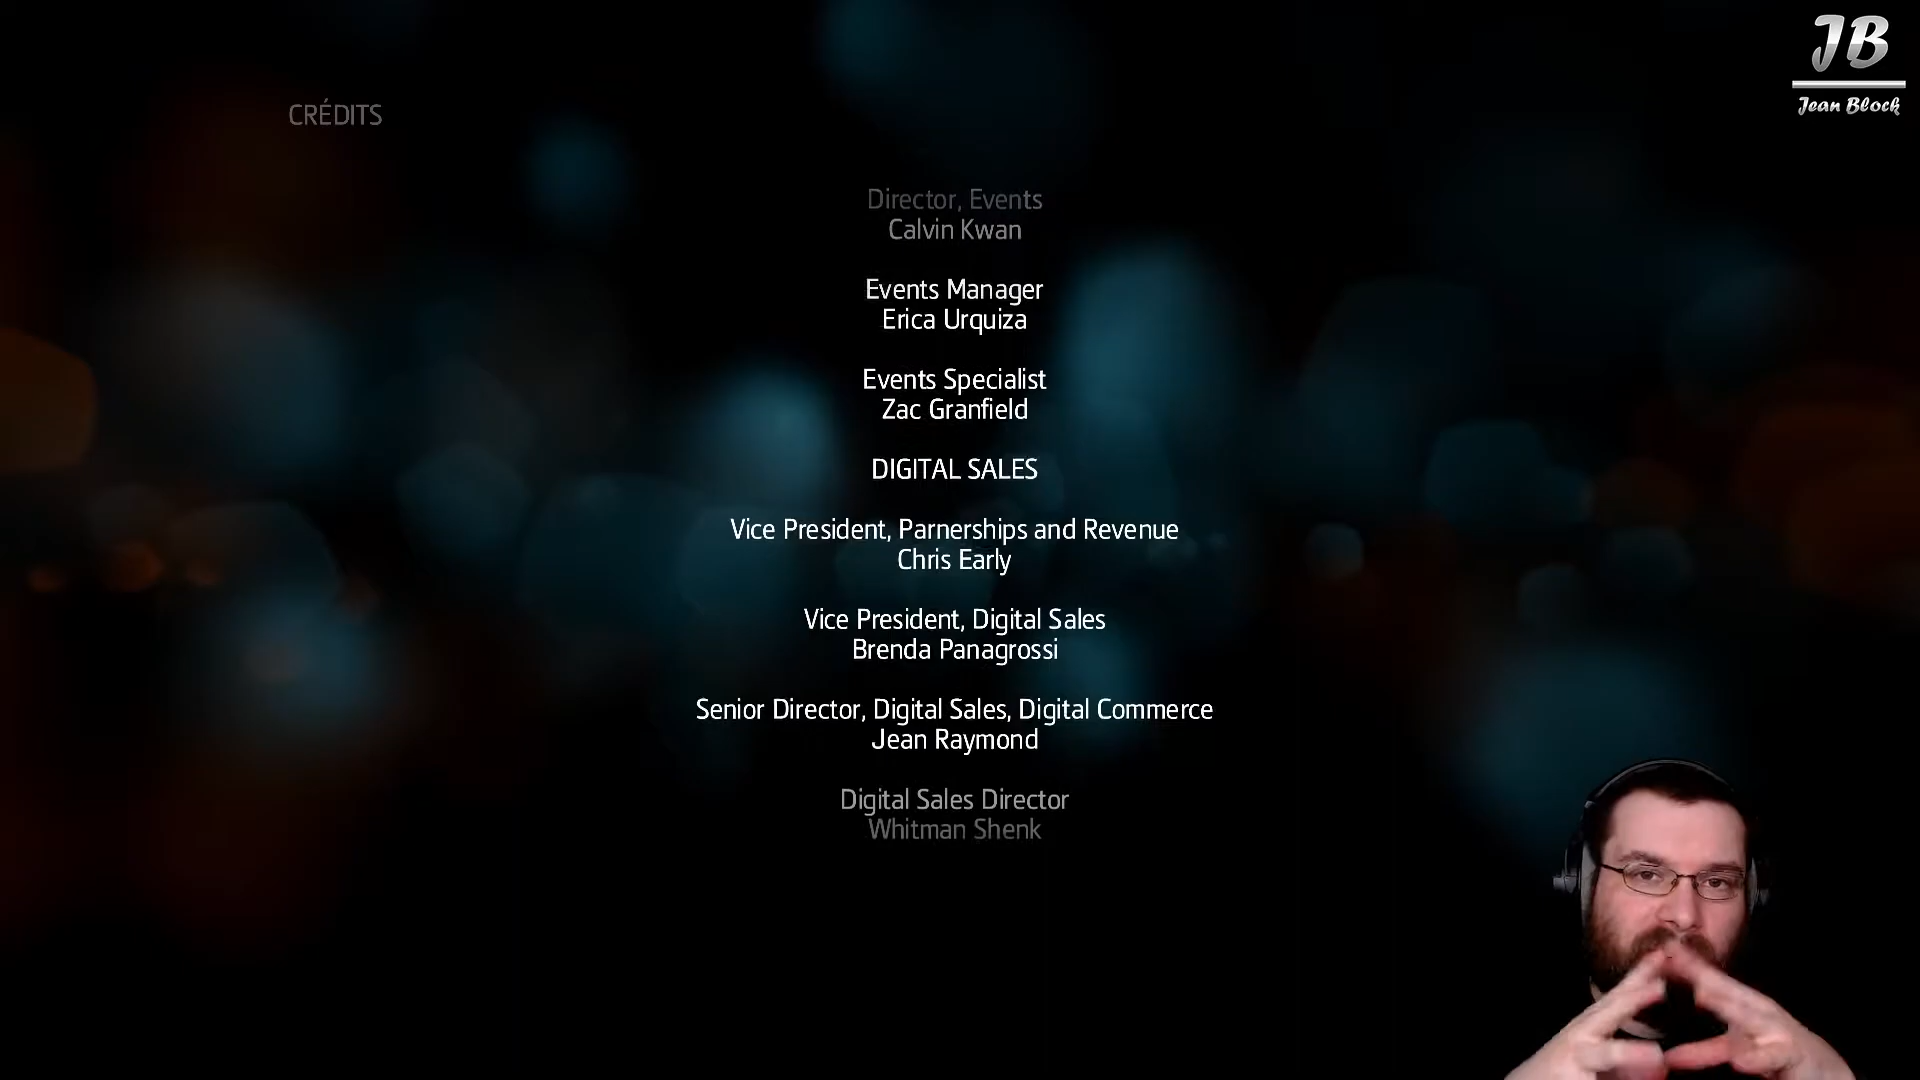 JB
Jean Block
CRÉDITS
Director, Events
Calvin Kwan
Events Manager
Erica Urquiza
Events Specialist
Zac Granfield
DIGITAL SALES
Vice President, Parnerships and Revenue
Chris Early
Vice President, Digital Sales
Brenda Panagrossi
Senior Director, Digital Sales, Digital Commerce
Jean Raymond
Digital Sales Director
Whitman Shenk